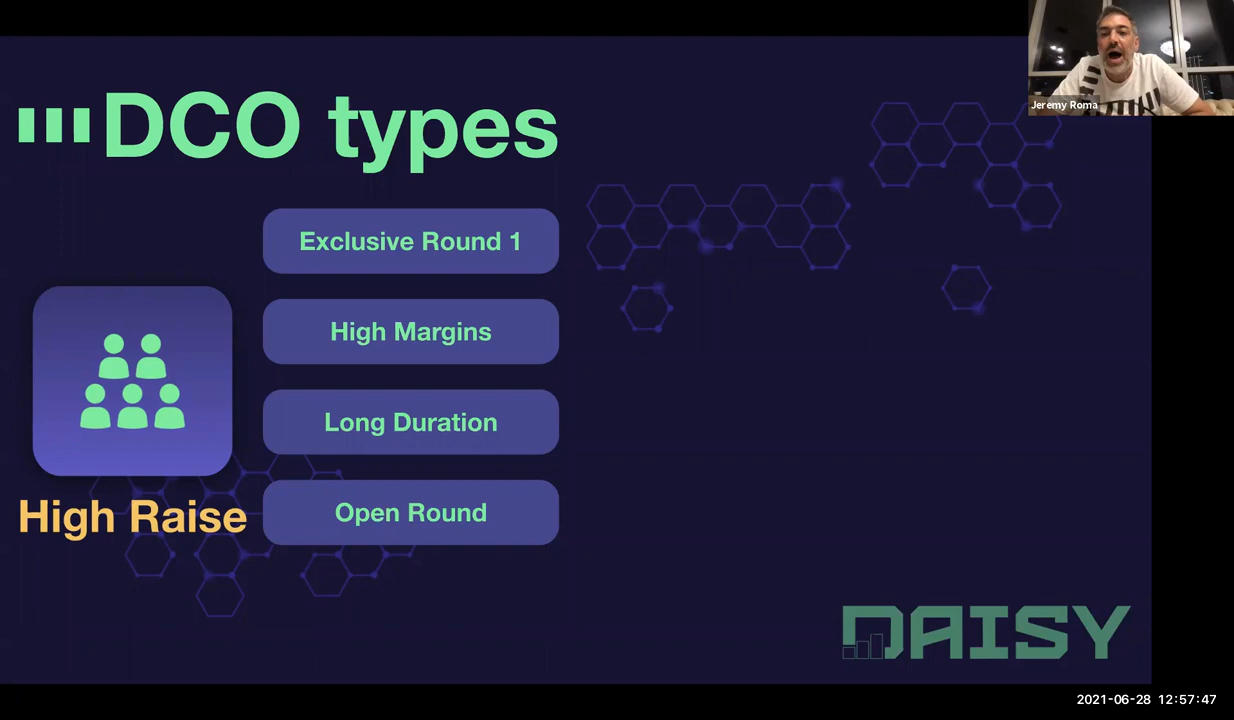 DCO types
Exclusive Round 1
High Margins
Long Duration
Open Round
High Raise
DAISY
Jeremy Roma
2021-06-28 12:57:47